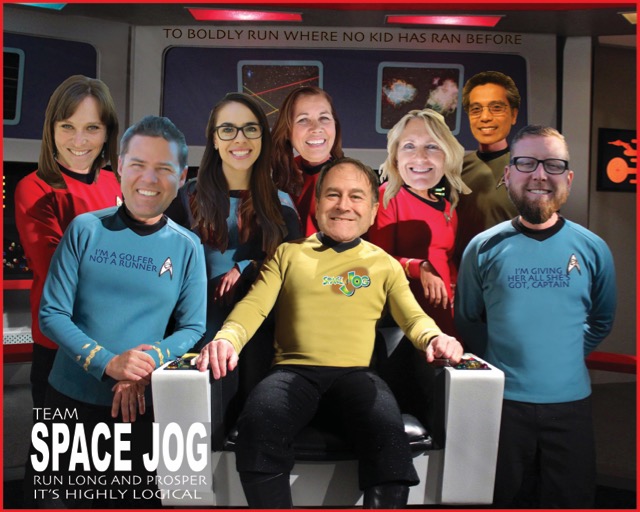 TO BOLDLY RUN WHERE NO KID HAS RAN BEFORE
I'M A GOLFER,
NOT A RUNNER
SPACE
JOG
I'M GIVING
HER ALL SHE'S
GOT, CAPTAIN
TEAM
SPACE JOG
RUN LONG AND PROSPER
IT'S HIGHLY LOGICAL